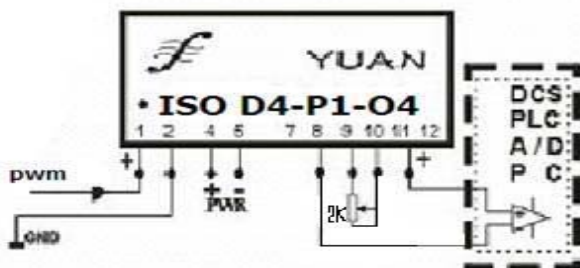 YUAN
ISO D4-P1-O4
1 2 4 5 7 8 9 10 11 12
+ - +
pwm
+ -
PWR
2K
GND
DCS
PLC
A/D
P C